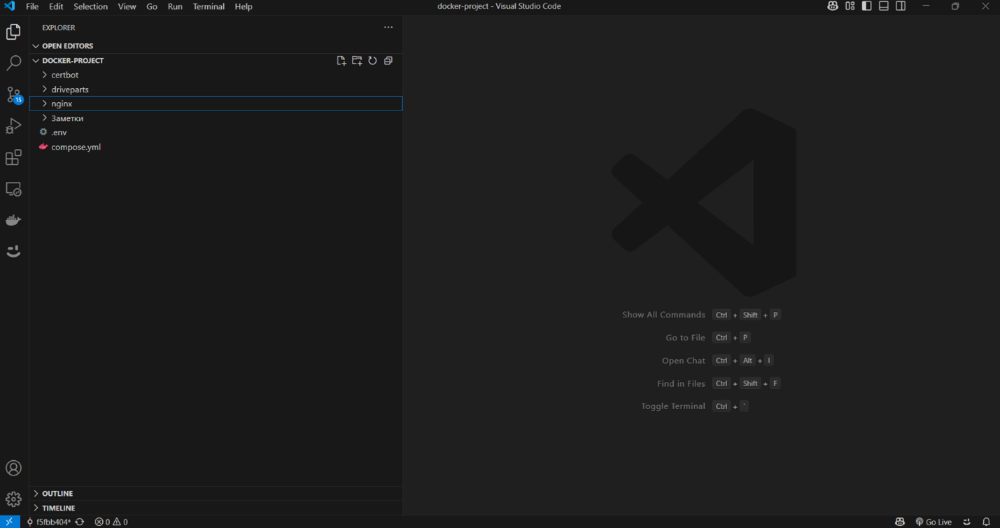 File Edit Selection View Go Run Terminal Help
docker-project - Visual Studio Code
EXPLORER
OPEN EDITORS
DOCKER-PROJECT
certbot
driveparts
nginx
Заметки
.env
compose.yml
15
Show All Commands Ctrl + Shift + P
Go to File Ctrl + P
Open Chat Ctrl + Alt + I
Find in Files Ctrl + Shift + F
Toggle Terminal Ctrl + `
OUTLINE
TIMELINE
f5fbb404* 0 0
Go Live